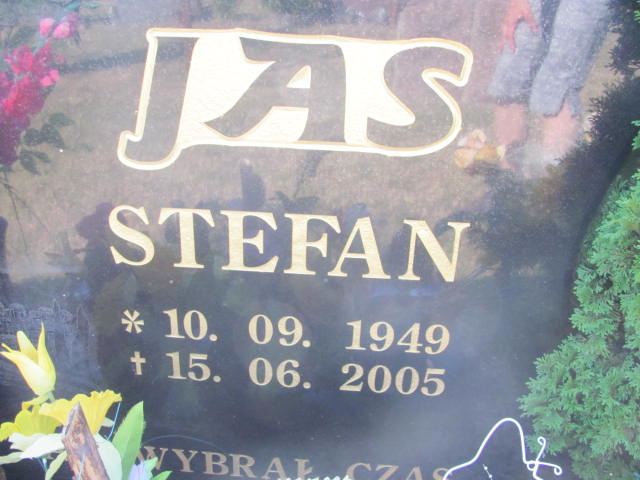 JAS
STEFAN
* 10. 09. 1949
† 15. 06. 2005
WYBRAŁ CZAS